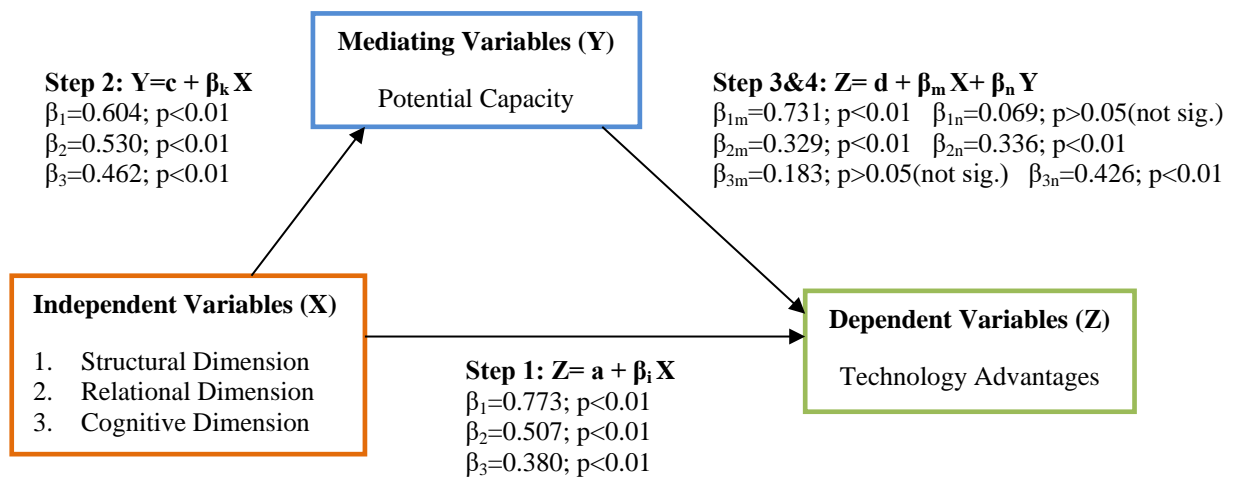 Mediating Variables (Y)
Potential Capacity
Step 2: Y=c + βk X
β1=0.604; p<0.01
β2=0.530; p<0.01
β3=0.462; p<0.01
Step 3&4: Z= d + βm X+ βn Y
β1m=0.731; p<0.01 β1n=0.069; p>0.05(not sig.)
β2m=0.329; p<0.01 β2n=0.336; p<0.01
β3m=0.183; p>0.05(not sig.) β3n=0.426; p<0.01
Independent Variables (X)
1. Structural Dimension
2. Relational Dimension
3. Cognitive Dimension
Step 1: Z= a + βi X
β1=0.773; p<0.01
β2=0.507; p<0.01
β3=0.380; p<0.01
Dependent Variables (Z)
Technology Advantages